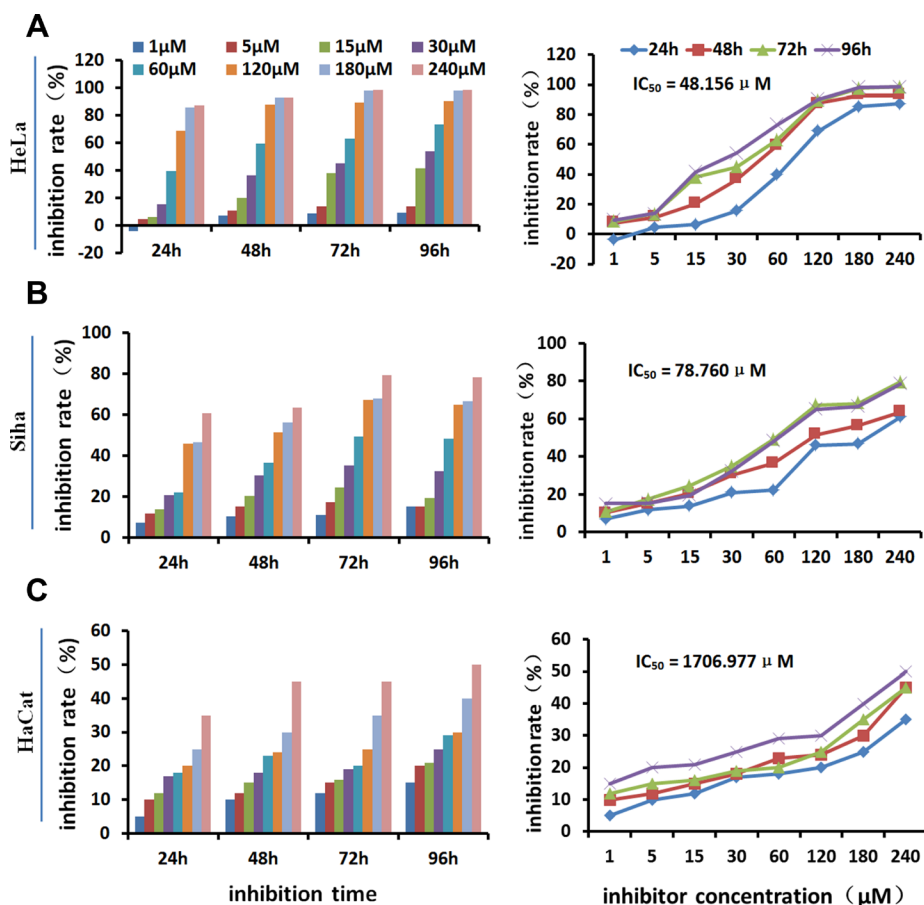 A
1μM 5μM 15μM 30μM
60μM 120μM 180μM 240μM
HeLa
inhibition rate（%）
120
100
80
60
40
20
0
-20
24h 48h 72h 96h
24h 48h 72h 96h
IC50 = 48.156 μ M
inhitition rate（%）
120
100
80
60
40
20
0
-20
1 5 15 30 60 120 180 240
B
Siha
inhibition rate（%）
100
80
60
40
20
0
24h 48h 72h 96h
IC50 = 78.760 μ M
inhibition rate（%）
100
80
60
40
20
0
1 5 15 30 60 120 180 240
C
HaCat
inhibition rate（%）
60
50
40
30
20
10
0
24h 48h 72h 96h
inhibition time
IC50 = 1706.977 μ M
inhibition rate（%）
60
50
40
30
20
10
0
1 5 15 30 60 120 180 240
inhibitor concentration（μM）